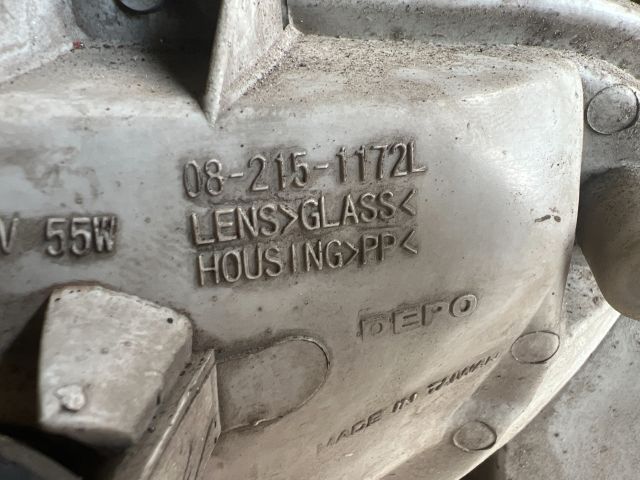 08-215-1172L
LENS>GLASS<
V 55W
HOUSING>PP<
DEPO
MADE IN TAIWAN